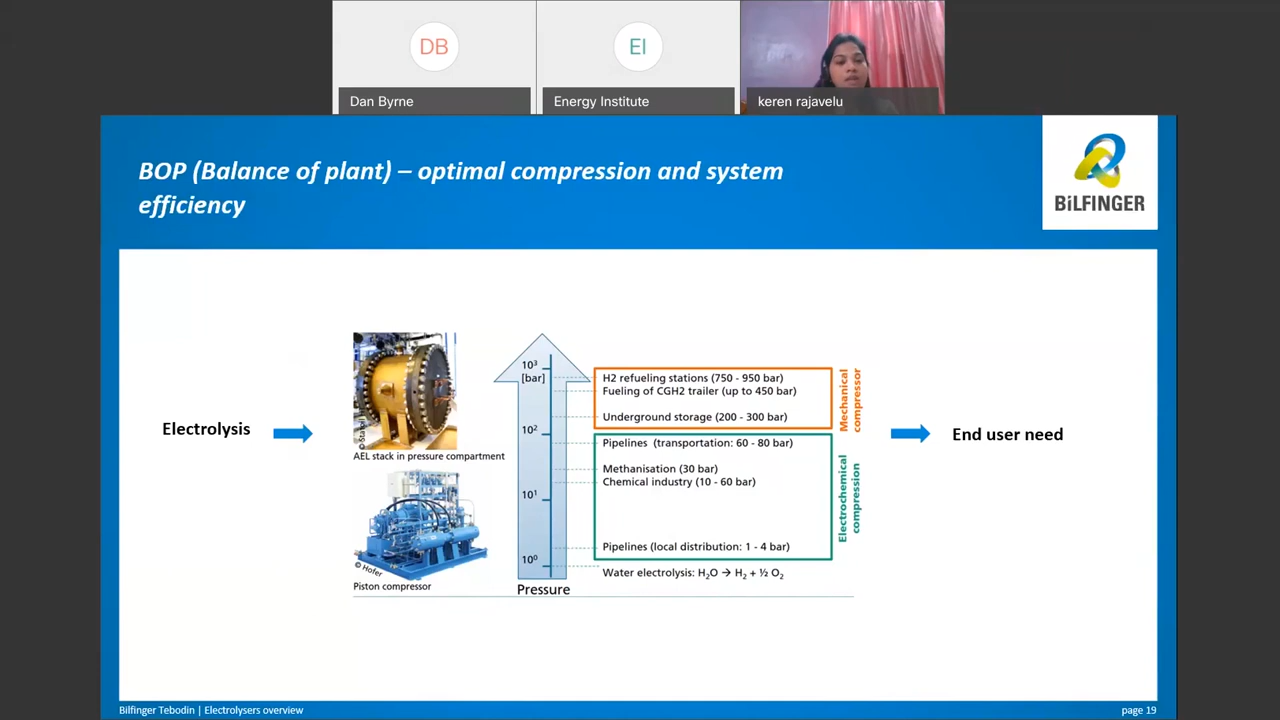 DB
EI
Dan Byrne
Energy Institute
keren rajavelu
BOP (Balance of plant) – optimal compression and system
efficiency
BiLFINGER
Electrolysis
© Stargil
AEL stack in pressure compartment
© Hofer
Piston compressor
10³
[bar]
10²
10¹
10⁰
Pressure
H2 refueling stations (750 - 950 bar)
Fueling of CGH2 trailer (up to 450 bar)
Underground storage (200 - 300 bar)
Pipelines (transportation: 60 - 80 bar)
Methanisation (30 bar)
Chemical industry (10 - 60 bar)
Pipelines (local distribution: 1 - 4 bar)
Water electrolysis: H₂O → H₂ + ½ O₂
Mechanical
compressor
Electrochemical
compression
End user need
Bilfinger Tebodin | Electrolysers overview
page 19